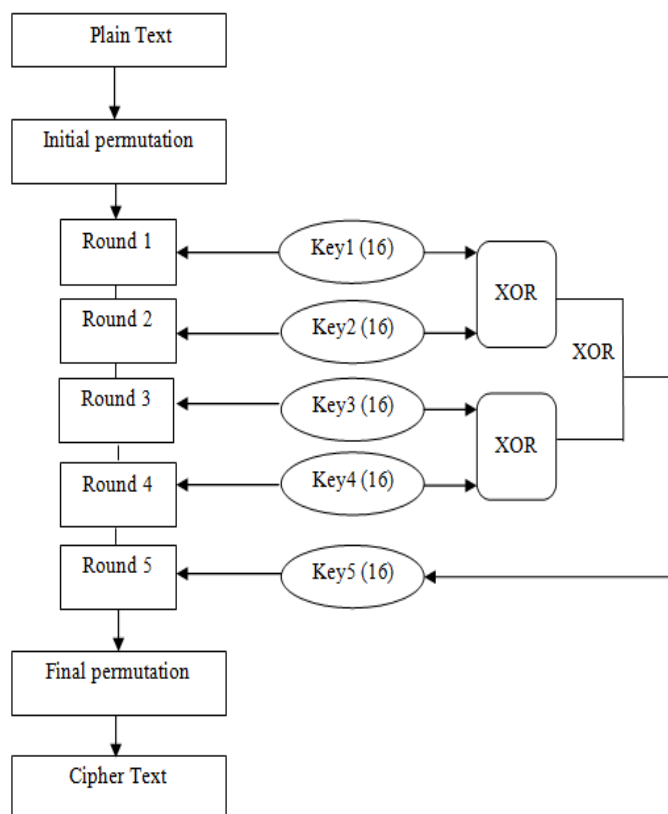 Plain Text
Initial permutation
Round 1
Key1 (16)
XOR
Round 2
Key2 (16)
XOR
Round 3
Key3 (16)
XOR
Round 4
Key4 (16)
Round 5
Key5 (16)
Final permutation
Cipher Text